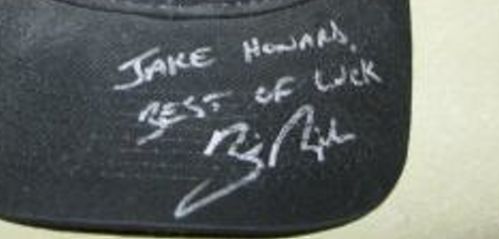 JAKE HOWARD,
BEST OF LUCK